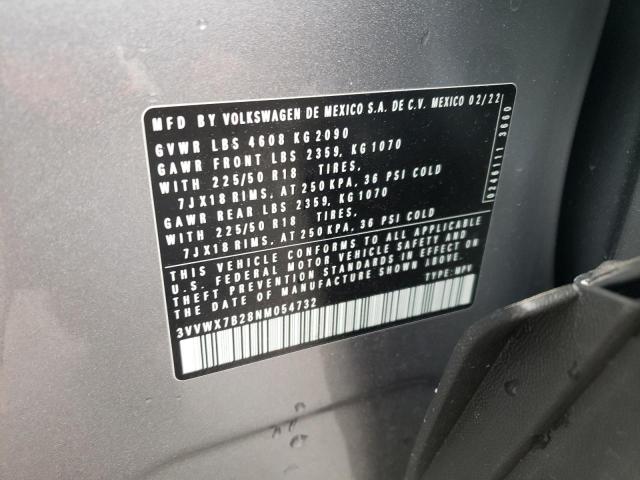 MFD BY VOLKSWAGEN DE MEXICO S.A. DE C.V. MEXICO 02/22
GVWR LBS 4608 KG 2090
GAWR FRONT LBS 2359, KG 1070
WITH 225/50 R18 TIRES.
7JX18 RIMS, AT 250 KPA, 36 PSI COLD
GAWR REAR LBS 2359, KG 1070
WITH 225/50 R18 TIRES.
7JX18 RIMS, AT 250 KPA, 36 PSI COLD
THIS VEHICLE CONFORMS TO ALL APPLICABLE
U.S. FEDERAL MOTOR VEHICLE SAFETY AND
THEFT PREVENTION STANDARDS IN EFFECT ON
THE DATE OF MANUFACTURE SHOWN ABOVE.
TYPE: MPV
3VVWX7B28NM054732
0246111 3660